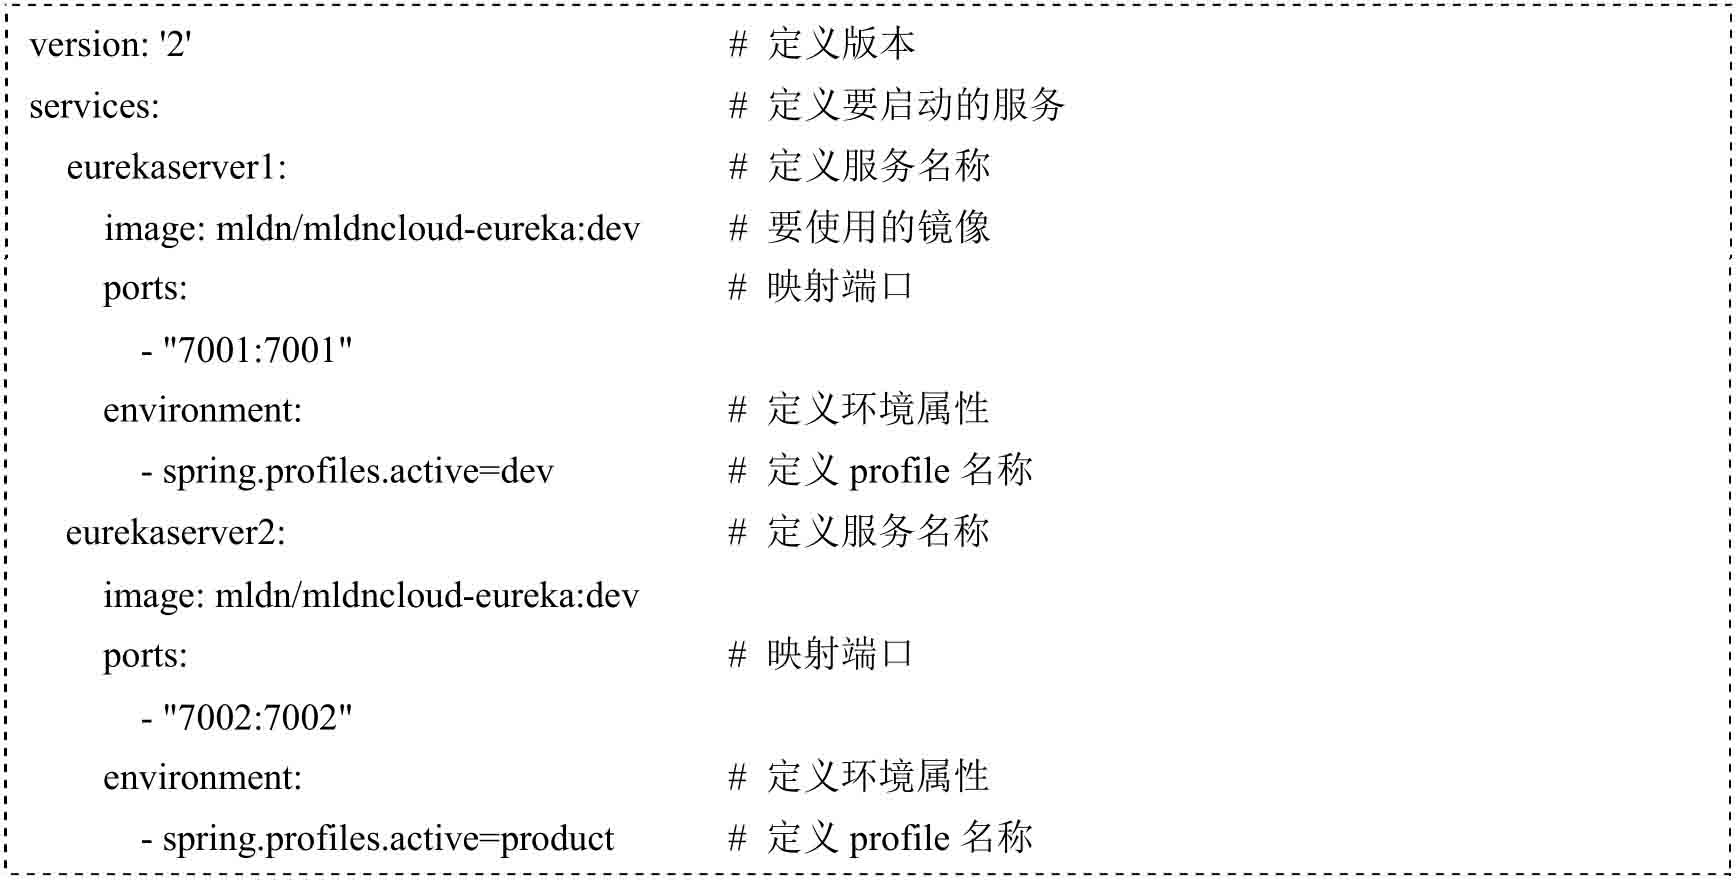 version: '2' # 定义版本
services: # 定义要启动的服务
eurekaserver1: # 定义服务名称
image: mldn/mldncloud-eureka:dev # 要使用的镜像
ports: # 映射端口
- "7001:7001"
environment: # 定义环境属性
- spring.profiles.active=dev # 定义 profile 名称
eurekaserver2: # 定义服务名称
image: mldn/mldncloud-eureka:dev
ports: # 映射端口
- "7002:7002"
environment: # 定义环境属性
- spring.profiles.active=product # 定义 profile 名称